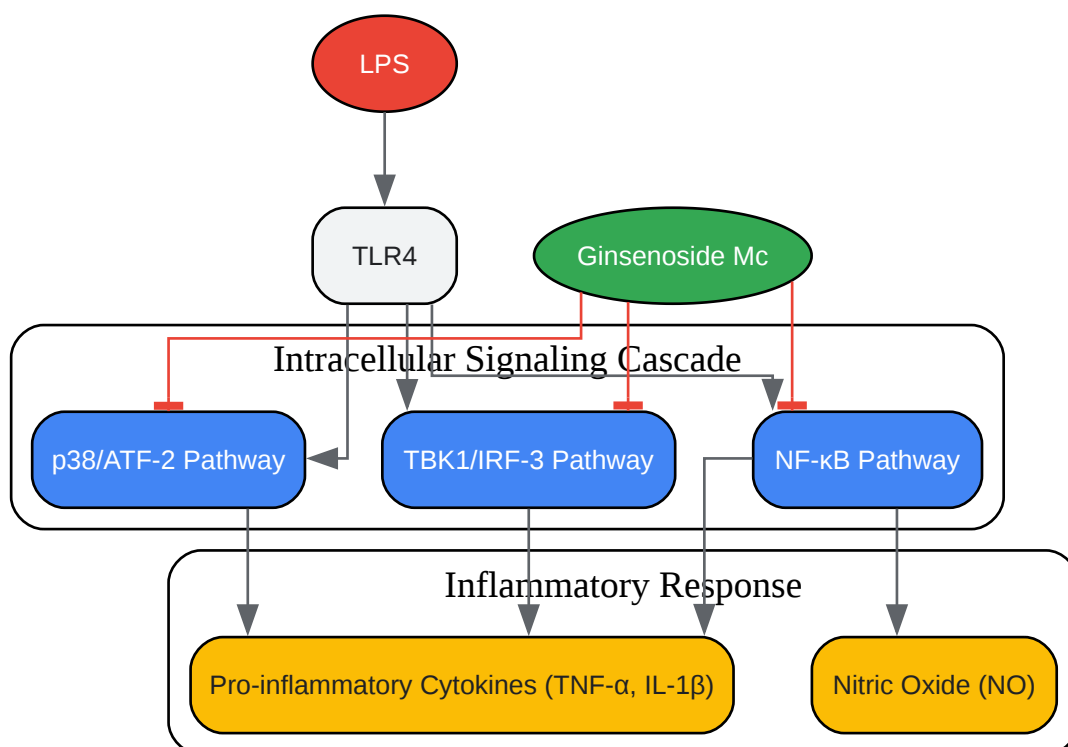 LPS
TLR4
Ginsenoside Mc
Intracellular Signaling Cascade
p38/ATF-2 Pathway
TBK1/IRF-3 Pathway
NF-κB Pathway
Inflammatory Response
Pro-inflammatory Cytokines (TNF-α, IL-1β)
Nitric Oxide (NO)